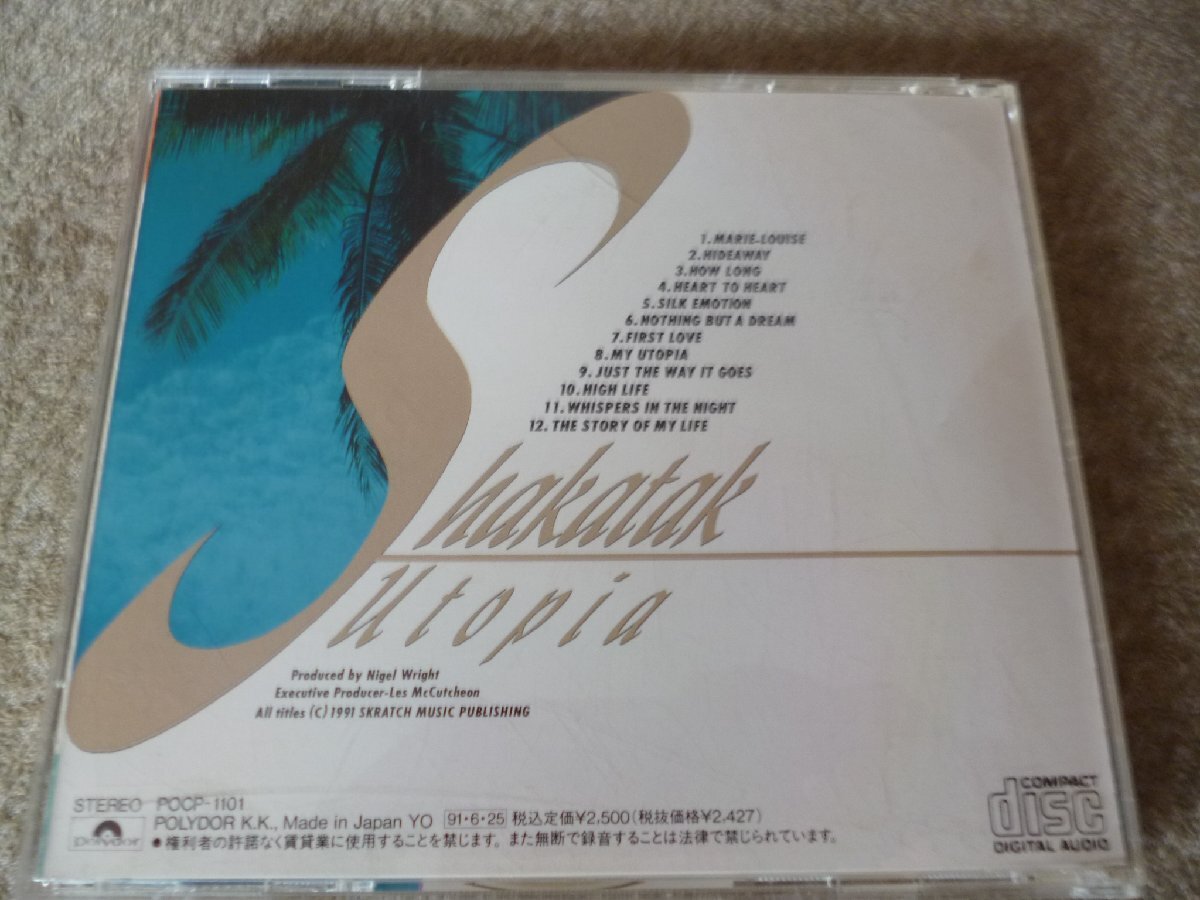 1. MARIE-LOUISE
2. HIDEAWAY
3. HOW LONG
4. HEART TO HEART
5. SILK EMOTION
6. NOTHING BUT A DREAM
7. FIRST LOVE
8. MY UTOPIA
9. JUST THE WAY IT GOES
10. HIGH LIFE
11. WHISPERS IN THE NIGHT
12. THE STORY OF MY LIFE
Shakatak
Utopia
Produced by Nigel Wright
Executive Producer-Les McCutcheon
All titles (C) 1991 SKRATCH MUSIC PUBLISHING
STEREO POCP-1101
POLYDOR K.K., Made in Japan YO 91・6・25 税込定価¥2,500(税抜価格¥2,427)
polydor
●権利者の許諾なく賃貸業に使用することを禁じます。また無断で録音することは法律で禁じられています。
COMPACT
disc
DIGITAL AUDIO